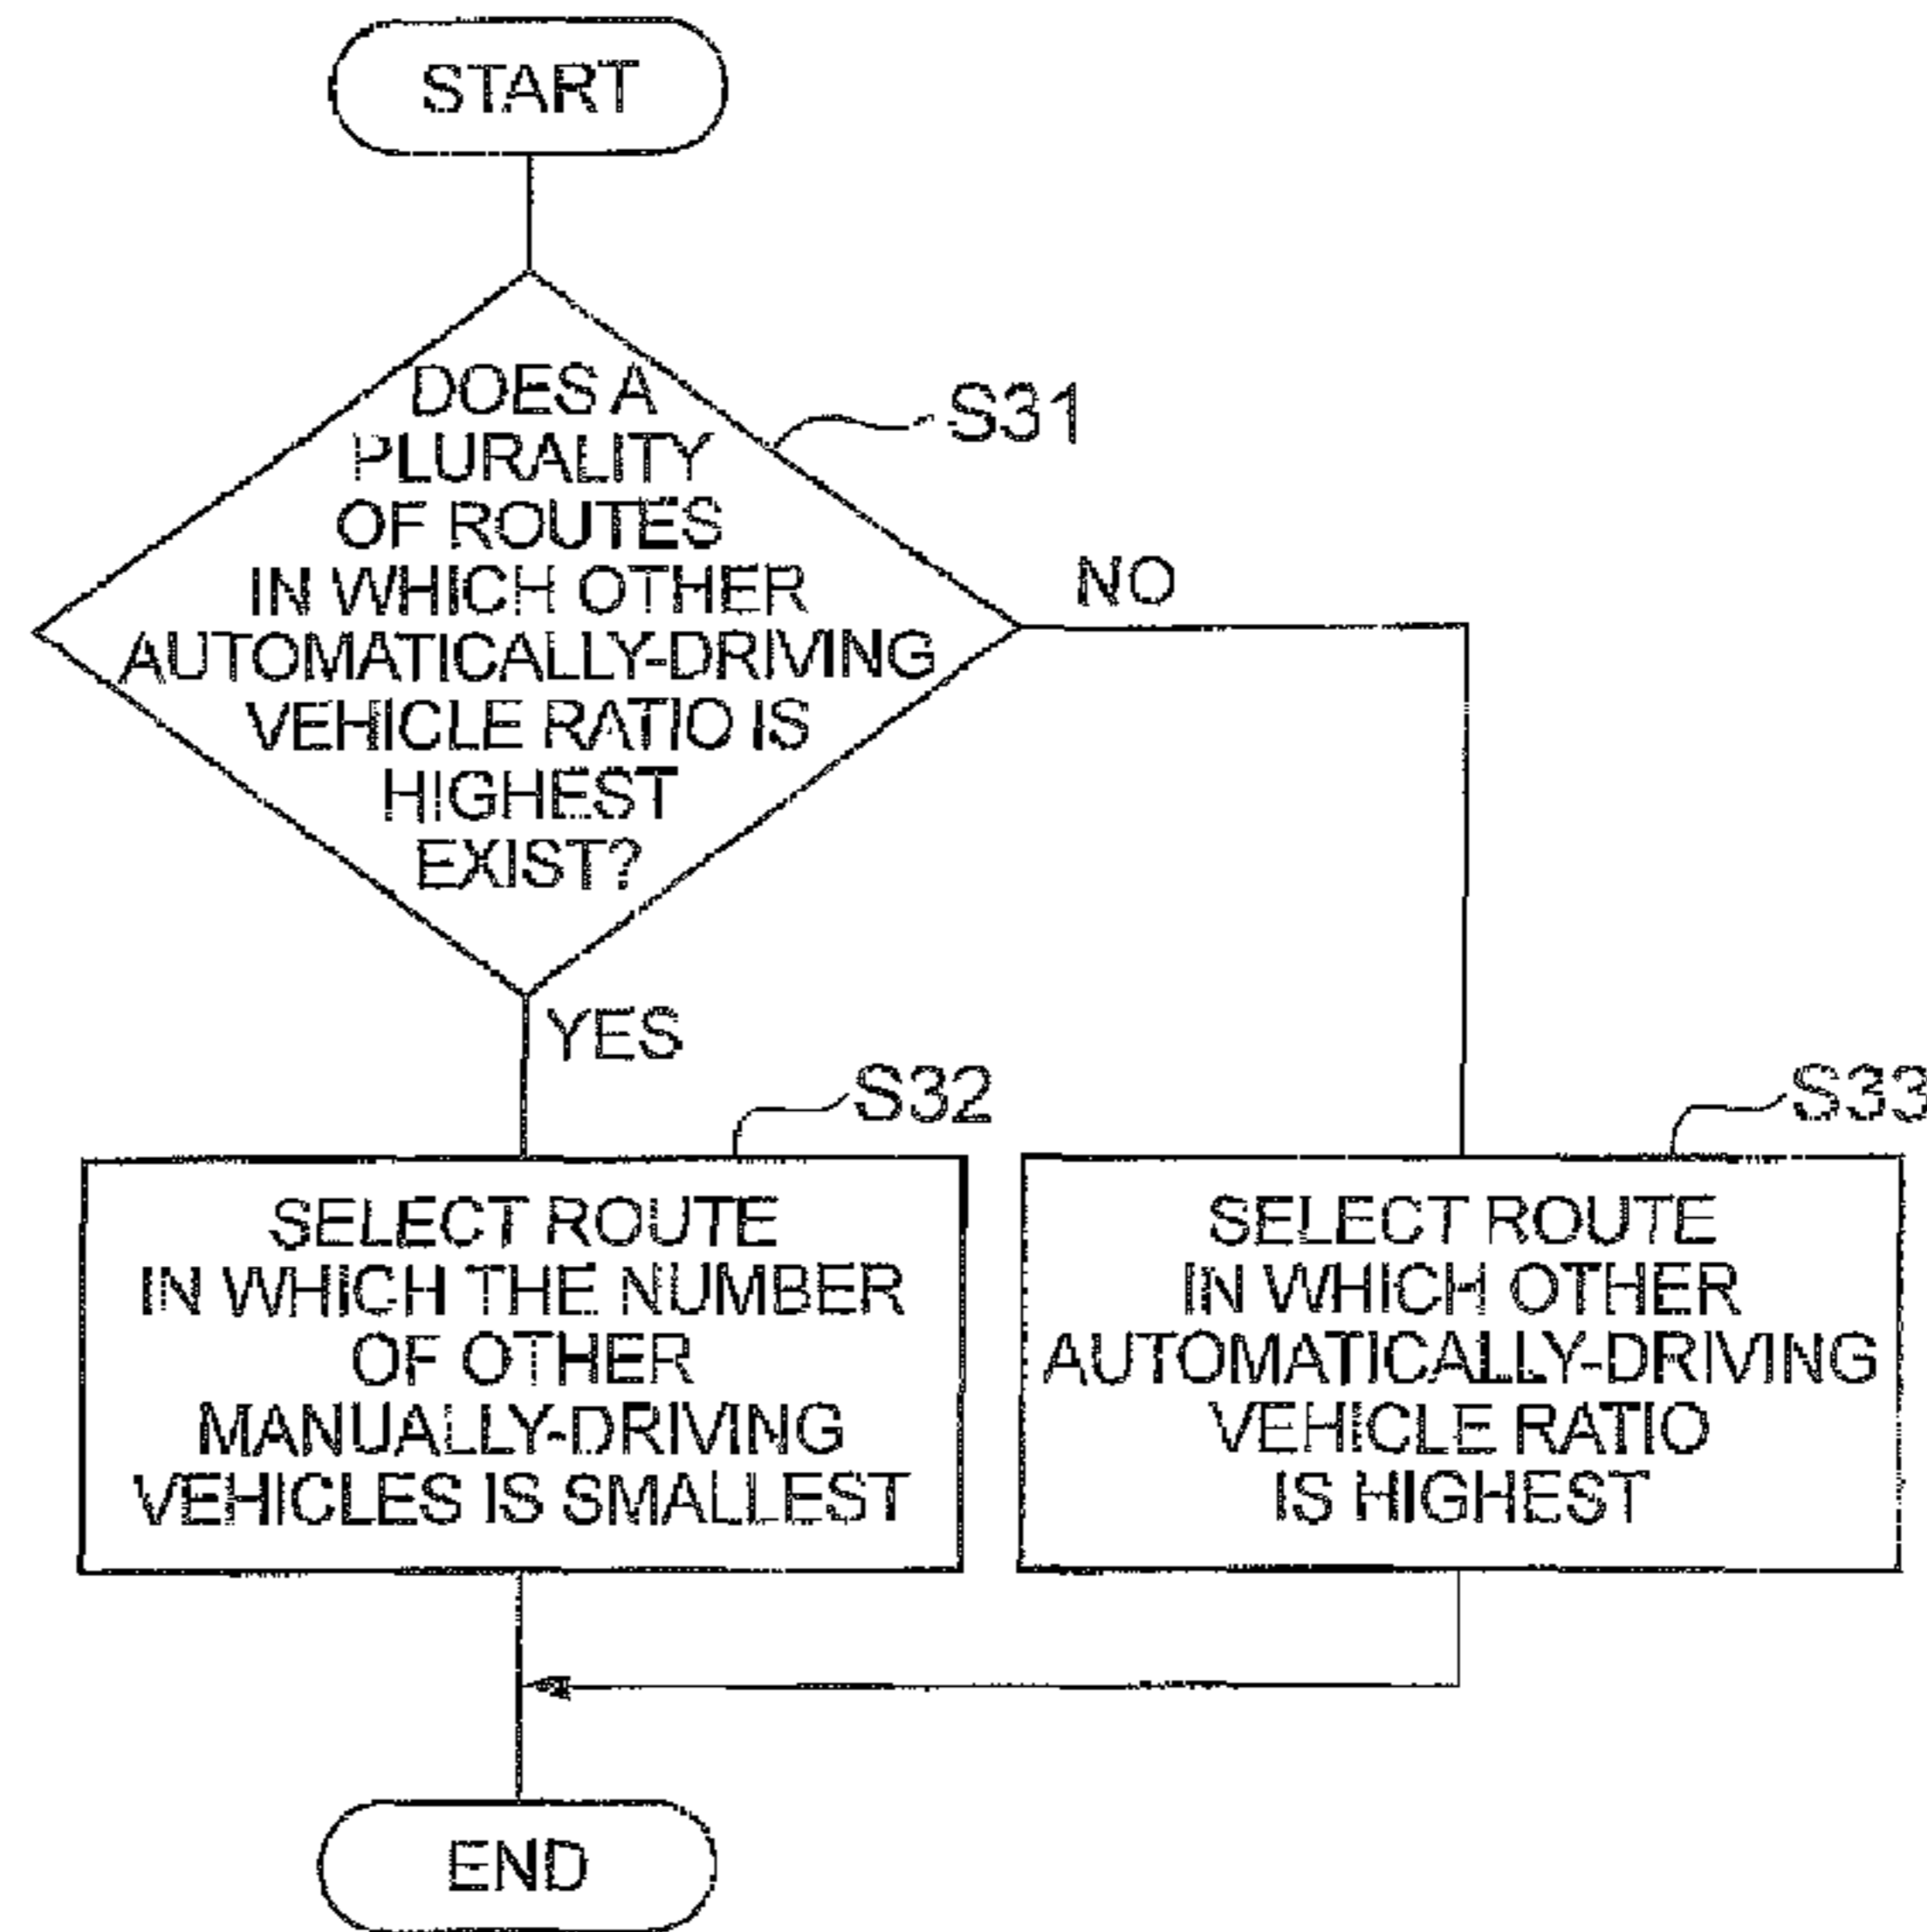 START
DOES A
PLURALITY
OF ROUTES
IN WHICH OTHER
AUTOMATICALLY-DRIVING
VEHICLE RATIO IS
HIGHEST
EXIST?
S31
NO
YES
S32
SELECT ROUTE
IN WHICH THE NUMBER
OF OTHER
MANUALLY-DRIVING
VEHICLES IS SMALLEST
S33
SELECT ROUTE
IN WHICH OTHER
AUTOMATICALLY-DRIVING
VEHICLE RATIO
IS HIGHEST
END